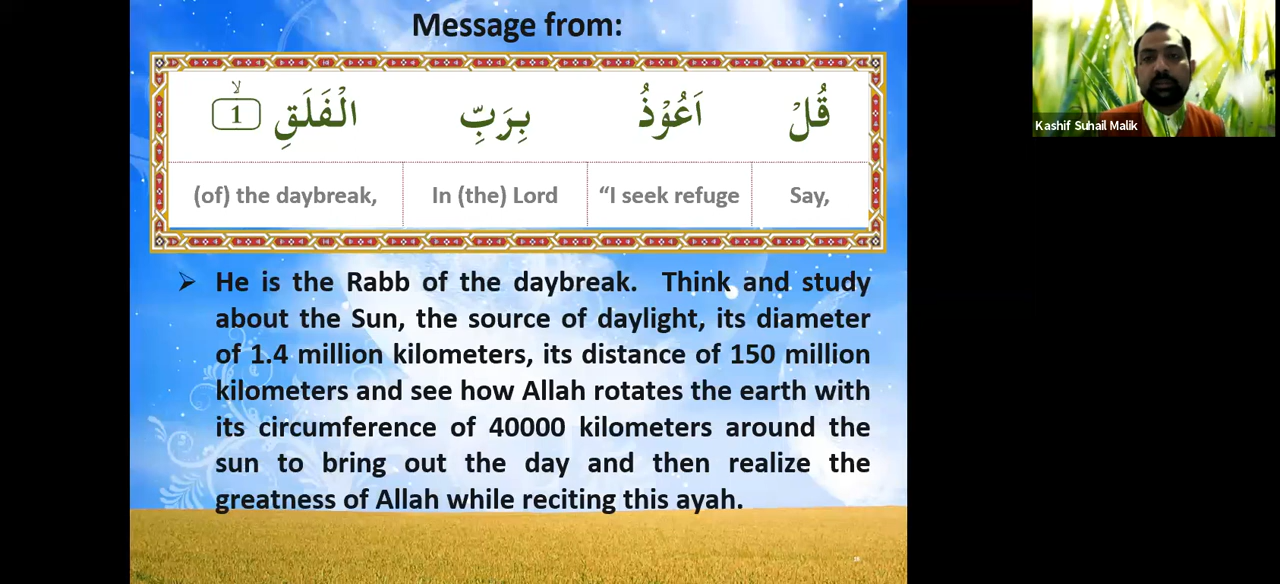 Message from:
قُلْ اَعُوْذُ بِرَبِّ الْفَلَقِ ۙ 1
(of) the daybreak, In (the) Lord “I seek refuge Say,
➢ He is the Rabb of the daybreak. Think and study
about the Sun, the source of daylight, its diameter
of 1.4 million kilometers, its distance of 150 million
kilometers and see how Allah rotates the earth with
its circumference of 40000 kilometers around the
sun to bring out the day and then realize the
greatness of Allah while reciting this ayah.
Kashif Suhail Malik